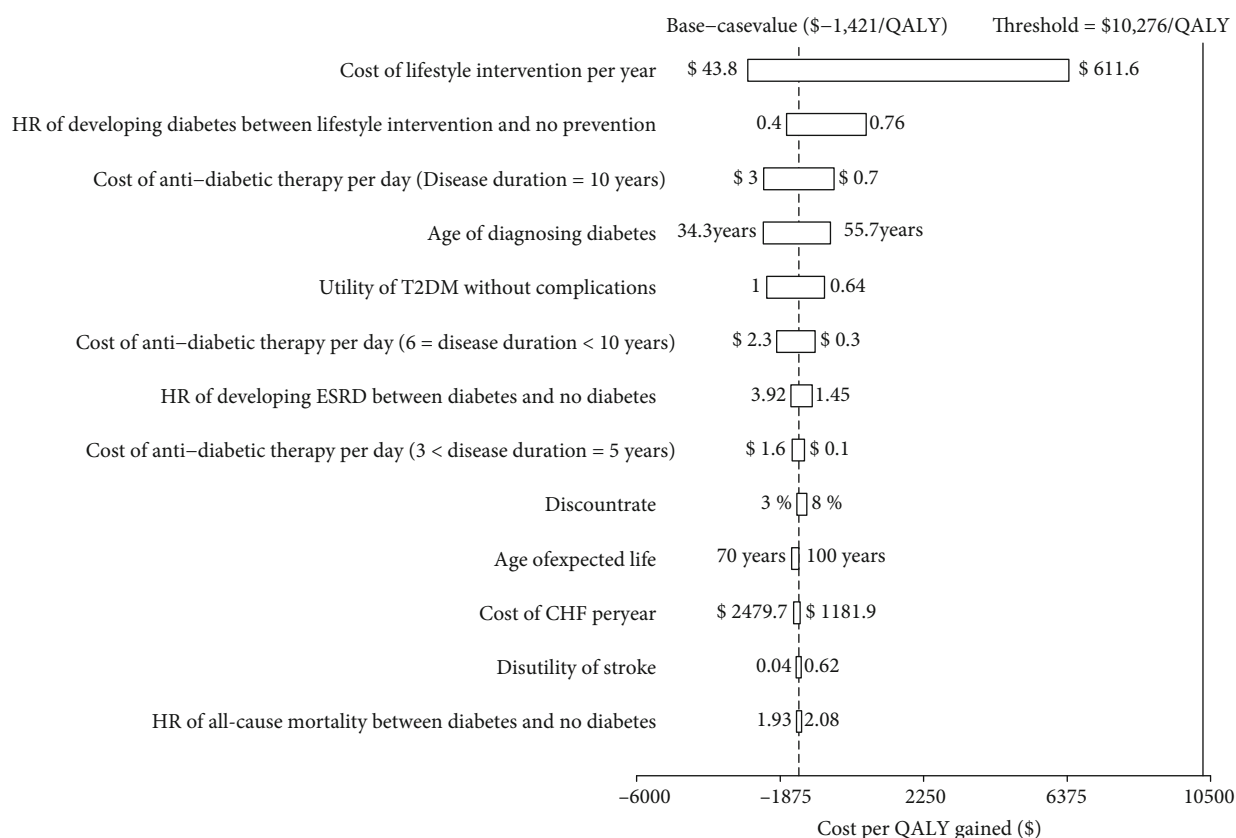 Base−casevalue ($−1,421/QALY) Threshold = $10,276/QALY
Cost of lifestyle intervention per year $ 43.8 $ 611.6
HR of developing diabetes between lifestyle intervention and no prevention 0.4 0.76
Cost of anti−diabetic therapy per day (Disease duration = 10 years) $ 3 $ 0.7
Age of diagnosing diabetes 34.3years 55.7years
Utility of T2DM without complications 1 0.64
Cost of anti−diabetic therapy per day (6 = disease duration < 10 years) $ 2.3 $ 0.3
HR of developing ESRD between diabetes and no diabetes 3.92 1.45
Cost of anti−diabetic therapy per day (3 < disease duration = 5 years) $ 1.6 $ 0.1
Discountrate 3 % 8 %
Age ofexpected life 70 years 100 years
Cost of CHF peryear $ 2479.7 $ 1181.9
Disutility of stroke 0.04 0.62
HR of all-cause mortality between diabetes and no diabetes 1.93 2.08
−6000 −1875 2250 6375 10500
Cost per QALY gained ($)